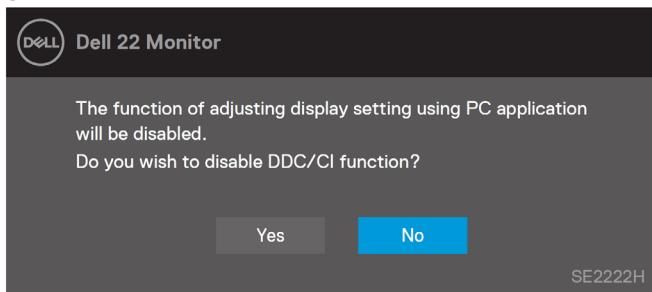 DELL
Dell 22 Monitor
The function of adjusting display setting using PC application
will be disabled.
Do you wish to disable DDC/CI function?
Yes
No
SE2222H